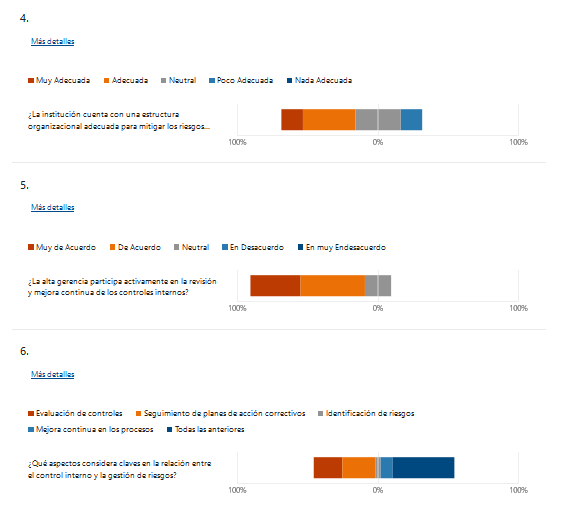 4.
Más detalles
Muy Adecuada Adecuada Neutral Poco Adecuada Nada Adecuada
¿La institución cuenta con una estructura
organizacional adecuada para mitigar los riesgos...
100% 0% 100%
5.
Más detalles
Muy de Acuerdo De Acuerdo Neutral En Desacuerdo En muy Endesacuerdo
¿La alta gerencia participa activamente en la revisión
y mejora continua de los controles internos?
100% 0% 100%
6.
Más detalles
Evaluación de controles Seguimiento de planes de acción correctivos Identificación de riesgos
Mejora continua en los procesos Todas las anteriores
¿Qué aspectos considera claves en la relación entre
el control interno y la gestión de riesgos?
100% 0% 100%